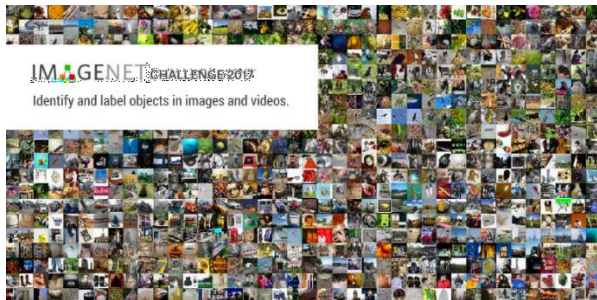 IMAGENET CHALLENGE 2017
Identify and label objects in images and videos.